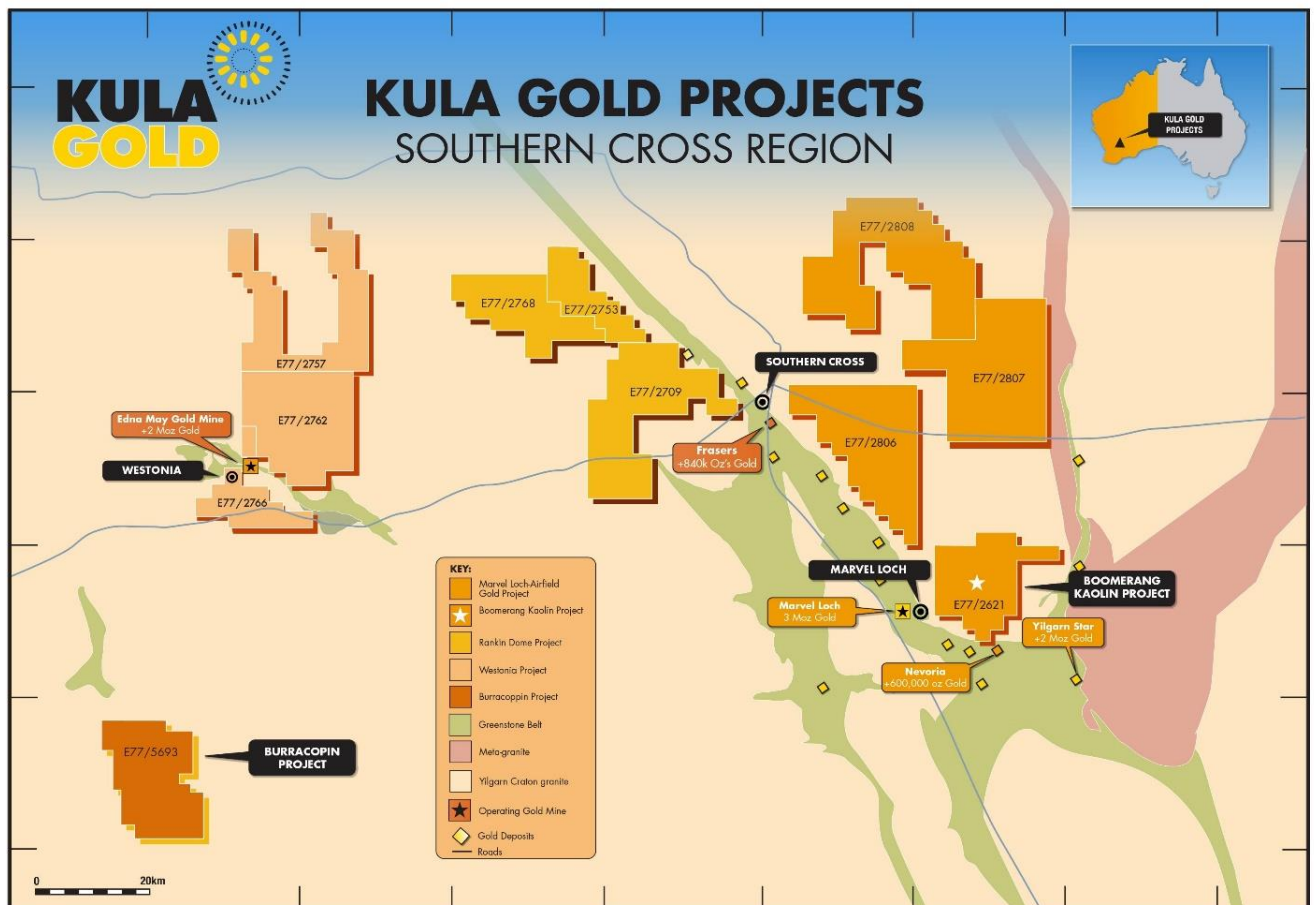 KULA
GOLD
KULA GOLD PROJECTS
SOUTHERN CROSS REGION
KULA GOLD
PROJECTS
E77/2808
E77/2768
E77/2753
E77/2757
SOUTHERN CROSS
E77/2709
E77/2807
Edna May Gold Mine
+2 Moz Gold
E77/2762
E77/2806
Frasers
+840k Oz's Gold
WESTONIA
E77/2766
MARVEL LOCH
BOOMERANG
KAOLIN PROJECT
E77/2621
Marvel Loch
3 Moz Gold
Yilgarn Star
+2 Moz Gold
Nevoria
+600,000 oz Gold
E77/5693
BURRACOPIN
PROJECT
KEY:
Marvel Loch-Airfield
Gold Project
Boomerang Kaolin Project
Rankin Dome Project
Westonia Project
Burracoppin Project
Greenstone Belt
Meta-granite
Yilgarn Craton granite
Operating Gold Mine
Gold Deposits
Roads
0 20km